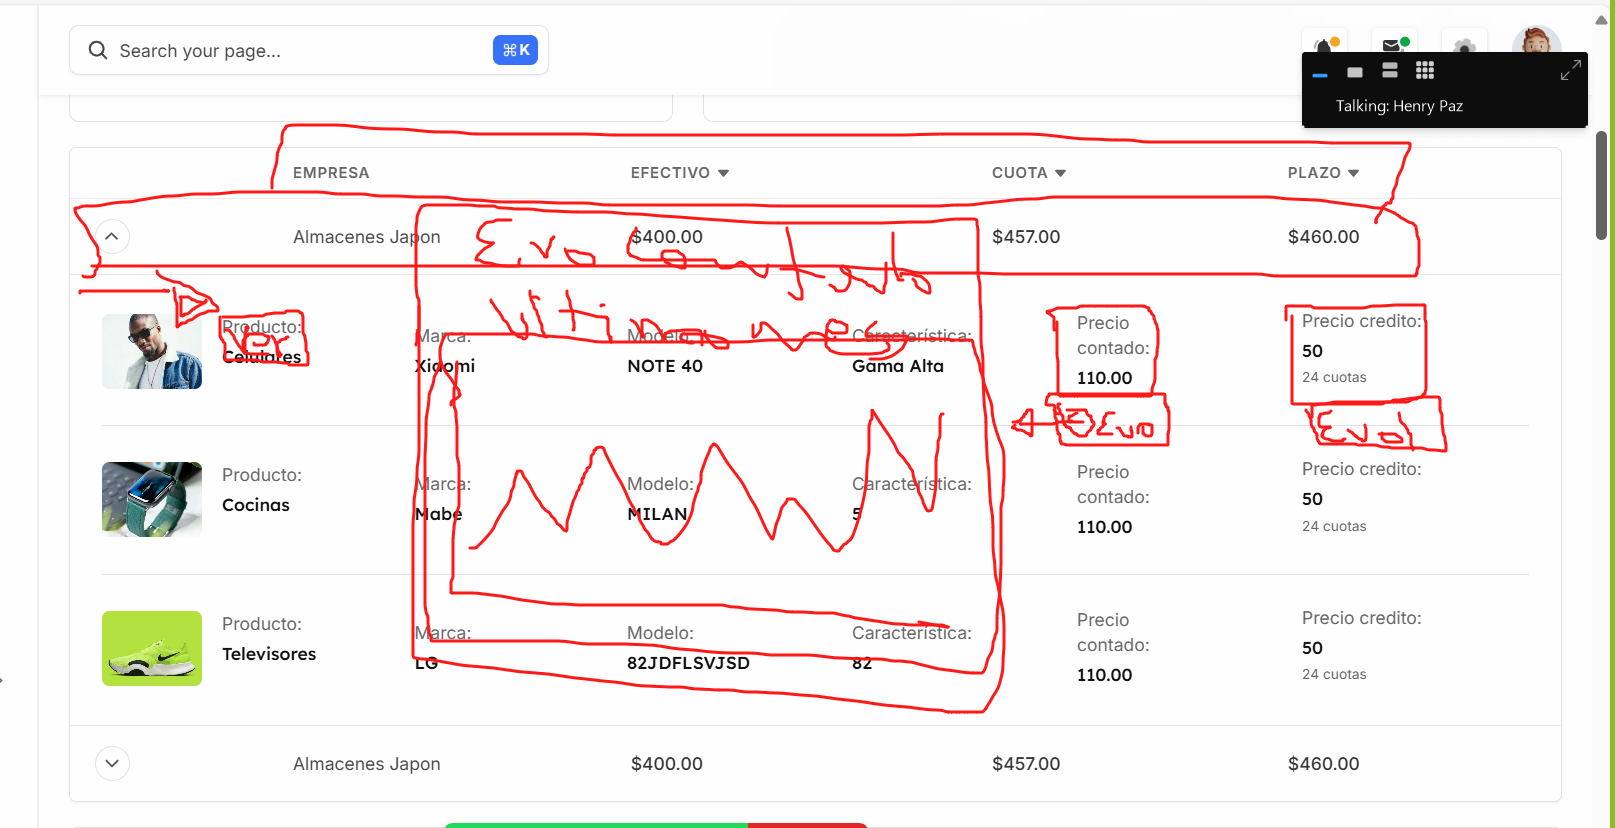 Search your page...
⌘K
Talking: Henry Paz
EMPRESA EFECTIVO CUOTA PLAZO
Almacenes Japon $400.00 $457.00 $460.00
Evo
Producto: Marca: Modelo: Característica: Precio contado: Precio credito:
Celulares Xiaomi NOTE 40 Gama Alta 110.00 50
24 cuotas
Ver
Evo
Evol
Producto: Marca: Modelo: Característica: Precio contado: Precio credito:
Cocinas Mabe MILAN 5 110.00 50
24 cuotas
Producto: Marca: Modelo: Característica: Precio contado: Precio credito:
Televisores LG 82JDFLSVJSD 82 110.00 50
24 cuotas
Almacenes Japon $400.00 $457.00 $460.00